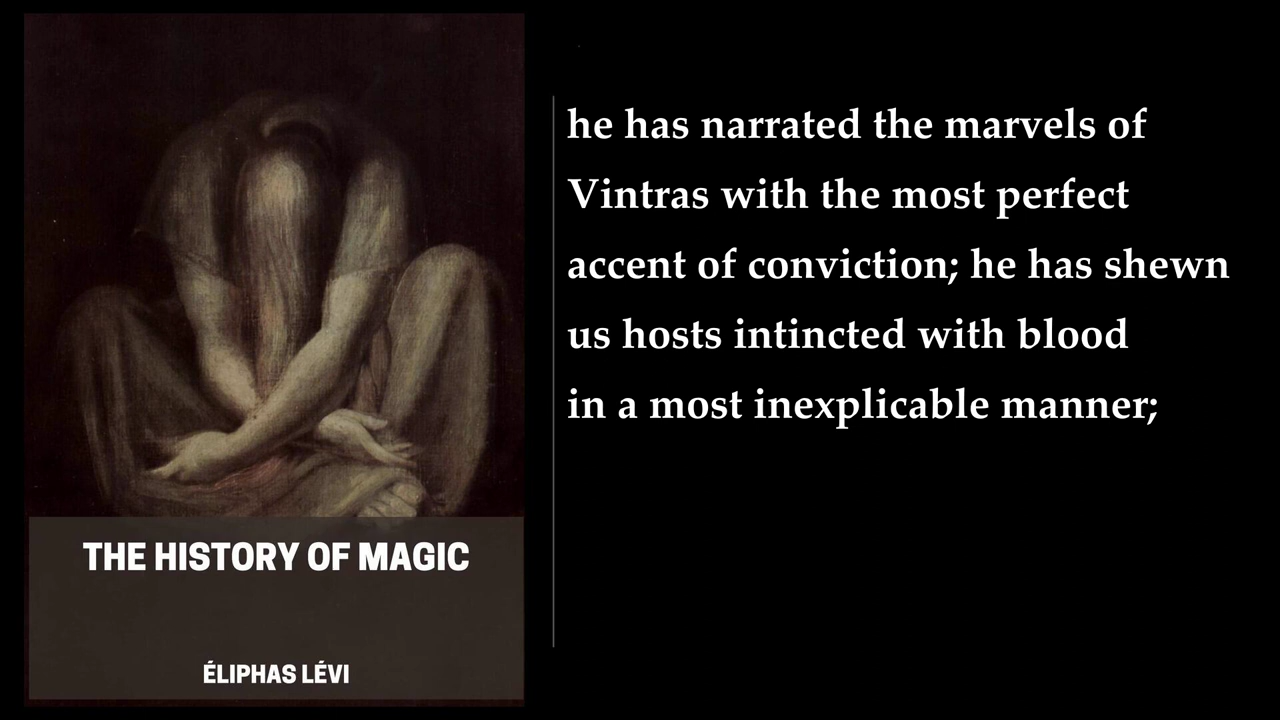 THE HISTORY OF MAGIC
ÉLIPHAS LÉVI
he has narrated the marvels of
Vintras with the most perfect
accent of conviction; he has shewn
us hosts intincted with blood
in a most inexplicable manner;